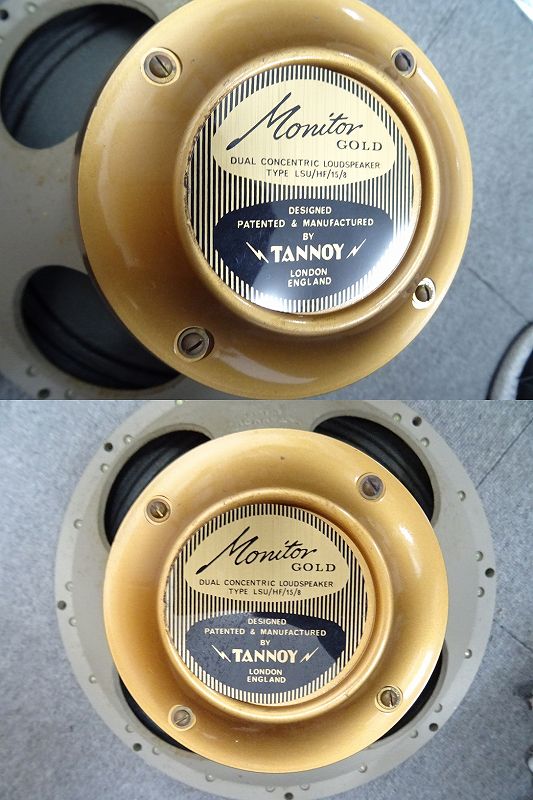 Monitor
GOLD
DUAL CONCENTRIC LOUDSPEAKER
TYPE LSU/HF/15/8
DESIGNED
PATENTED & MANUFACTURED
BY
TANNOY
LONDON
ENGLAND
Monitor
GOLD
DUAL CONCENTRIC LOUDSPEAKER
TYPE LSU/HF/15/8
DESIGNED
PATENTED & MANUFACTURED
BY
TANNOY
LONDON
ENGLAND